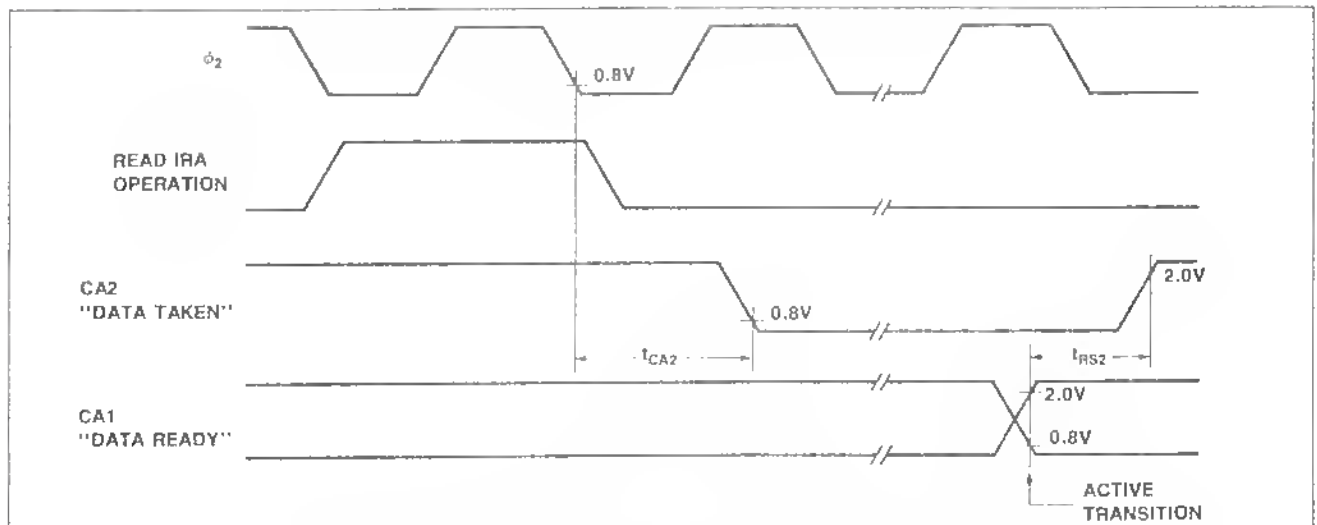 ϕ2
0.8V
READ IRA
OPERATION
CA2
"DATA TAKEN"
2.0V
0.8V
tCA2
tRS2
CA1
"DATA READY"
2.0V
0.8V
ACTIVE
TRANSITION